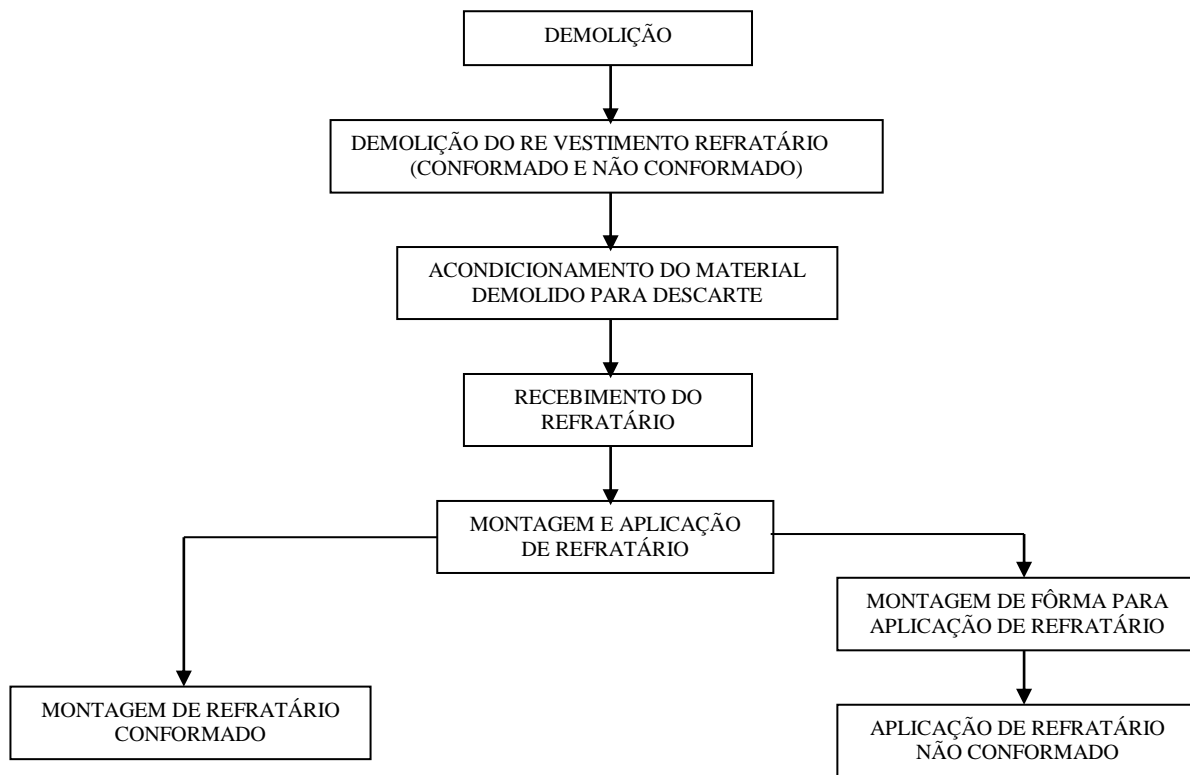 DEMOLIÇÃO
DEMOLIÇÃO DO RE VESTIMENTO REFRATÁRIO
(CONFORMADO E NÃO CONFORMADO)
ACONDICIONAMENTO DO MATERIAL
DEMOLIDO PARA DESCARTE
RECEBIMENTO DO
REFRATÁRIO
MONTAGEM E APLICAÇÃO
DE REFRATÁRIO
MONTAGEM DE FÔRMA PARA
APLICAÇÃO DE REFRATÁRIO
MONTAGEM DE REFRATÁRIO
CONFORMADO
APLICAÇÃO DE REFRATÁRIO
NÃO CONFORMADO